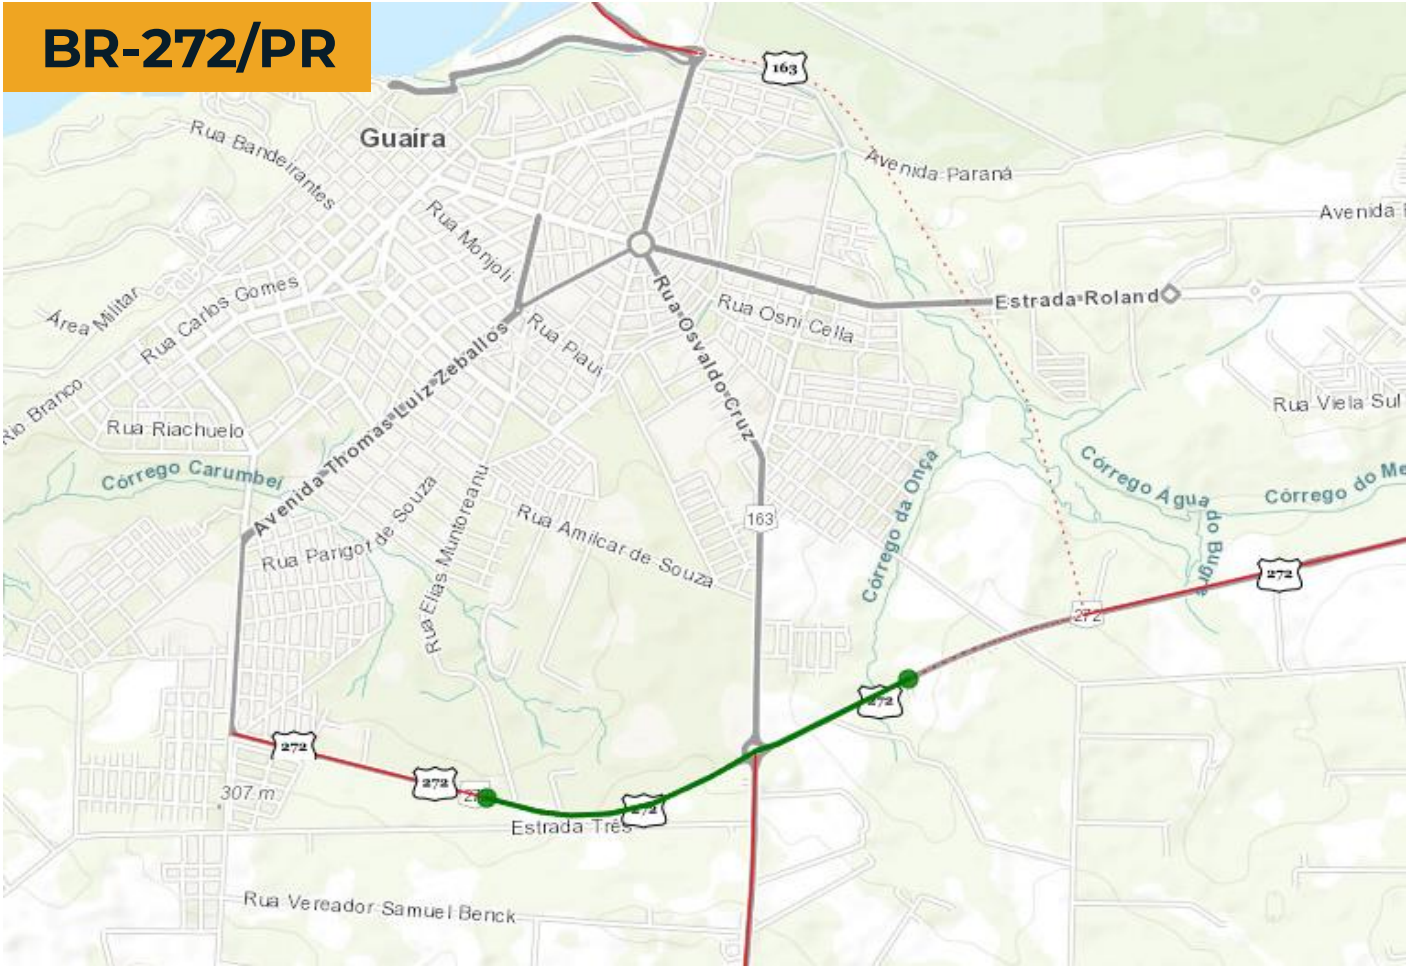 BR-272/PR
163
Guaíra
Rua Bandeirantes
Avenida Paraná
Avenida
Rua Monjoli
Estrada Roland
Rua Osvaldo Cruz
Rua Osni Cella
Área Militar
Rua Carlos Gomes
Rua Piauí
Avenida Thomas Luiz Zeballos
Rio Branco
Rua Riachuelo
Rua Viela Sul
Córrego Carumbei
Córrego da Onça
Córrego Água do Bugre
Córrego do Me
Rua Parigot de Souza
Rua Elias Muntoreanu
Rua Amilcar de Souza
163
272
272
272
272
272
272
307 m
Estrada Três
Rua Vereador Samuel Benck